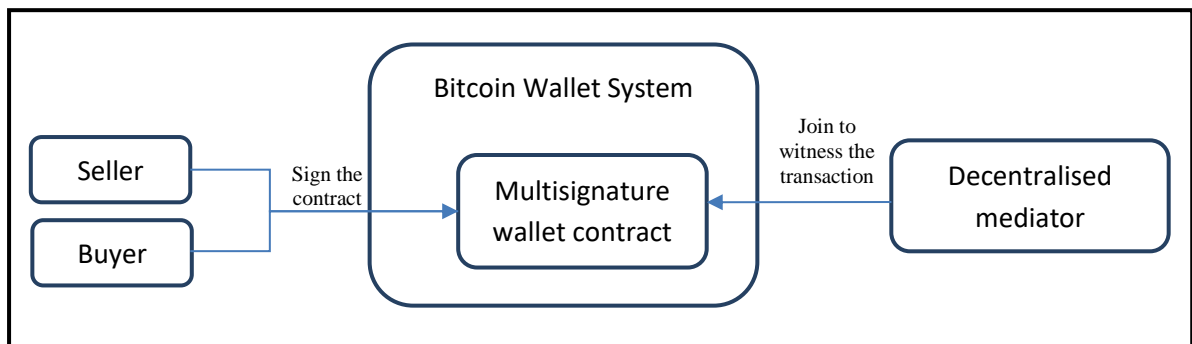 Bitcoin Wallet System
Seller
Buyer
Sign the
contract
Multisignature
wallet contract
Join to
witness the
transaction
Decentralised
mediator